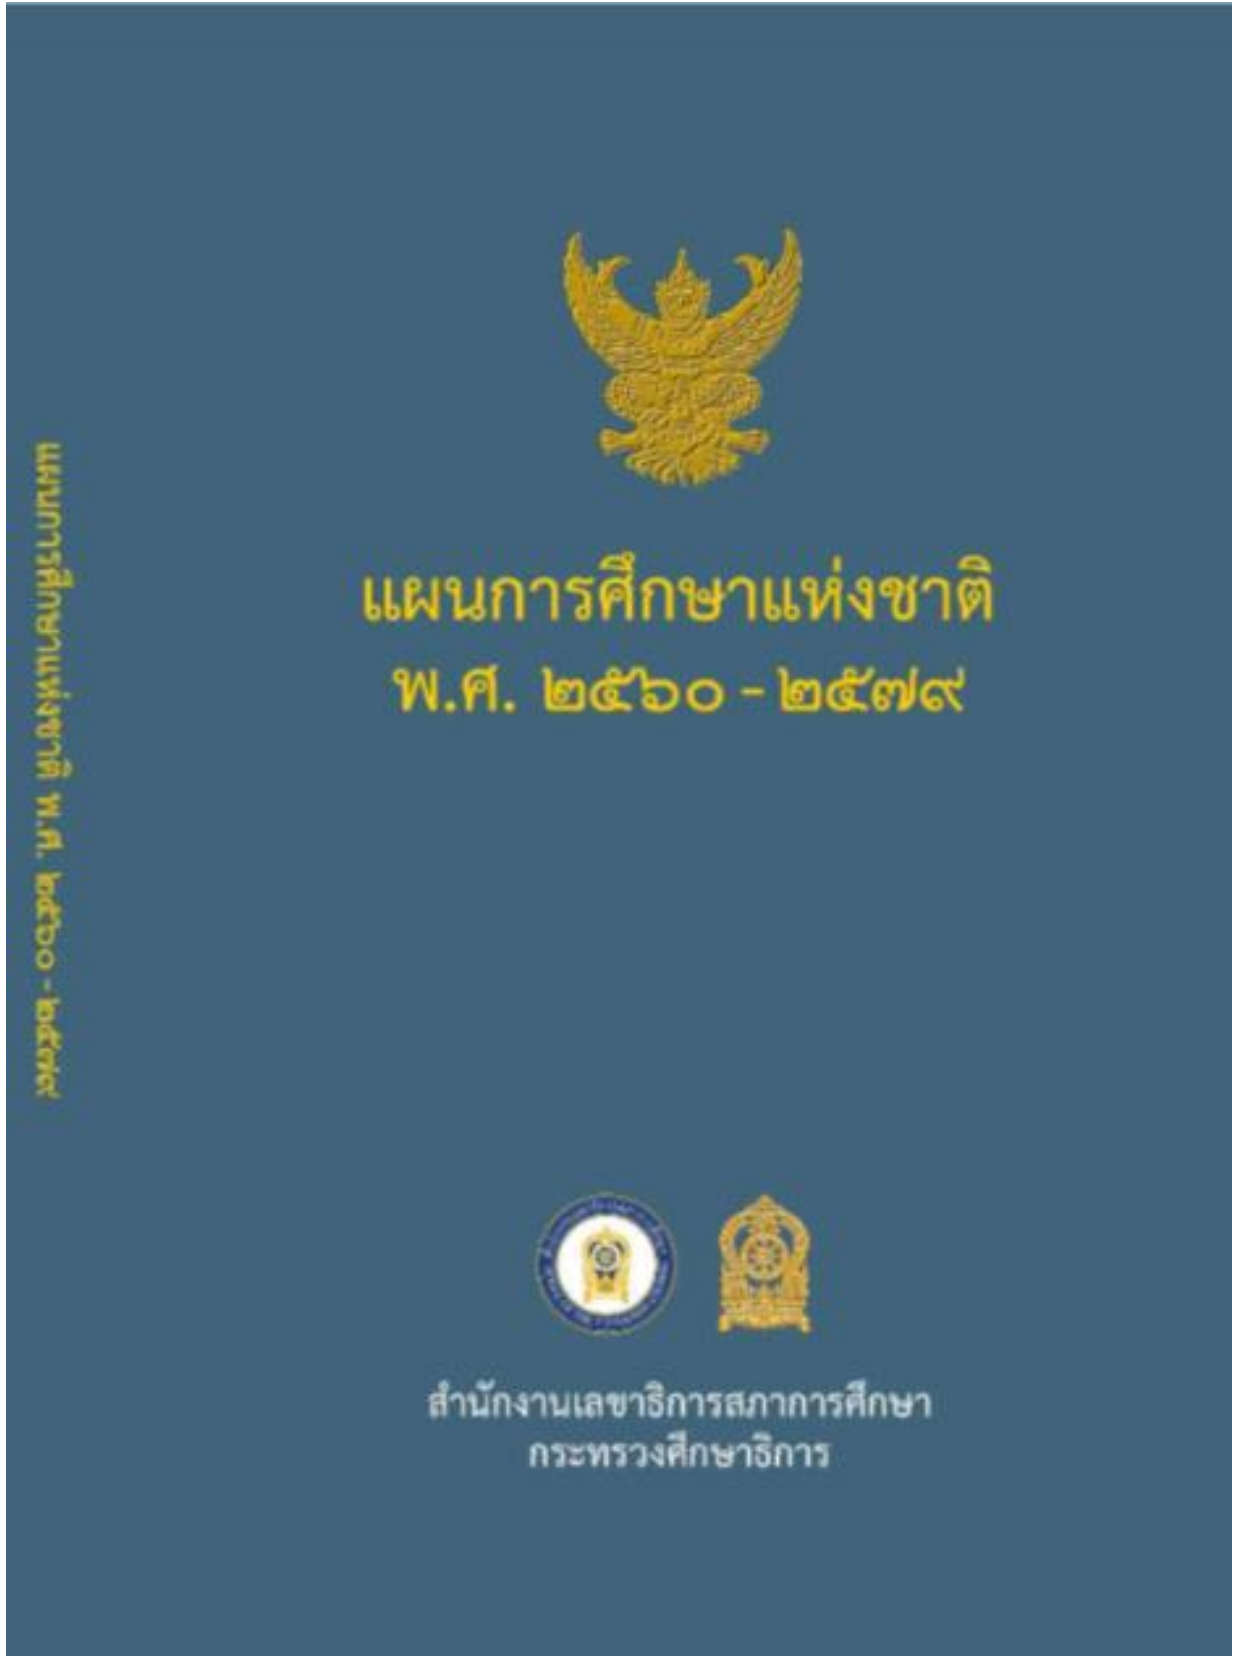 แผนการศึกษาแห่งชาติ
พ.ศ. ๒๕๖๐ - ๒๕๗๙
แผนการศึกษาแห่งชาติ พ.ศ. ๒๕๖๐ - ๒๕๗๙
สำนักงานเลขาธิการสภาการศึกษา
กระทรวงศึกษาธิการ